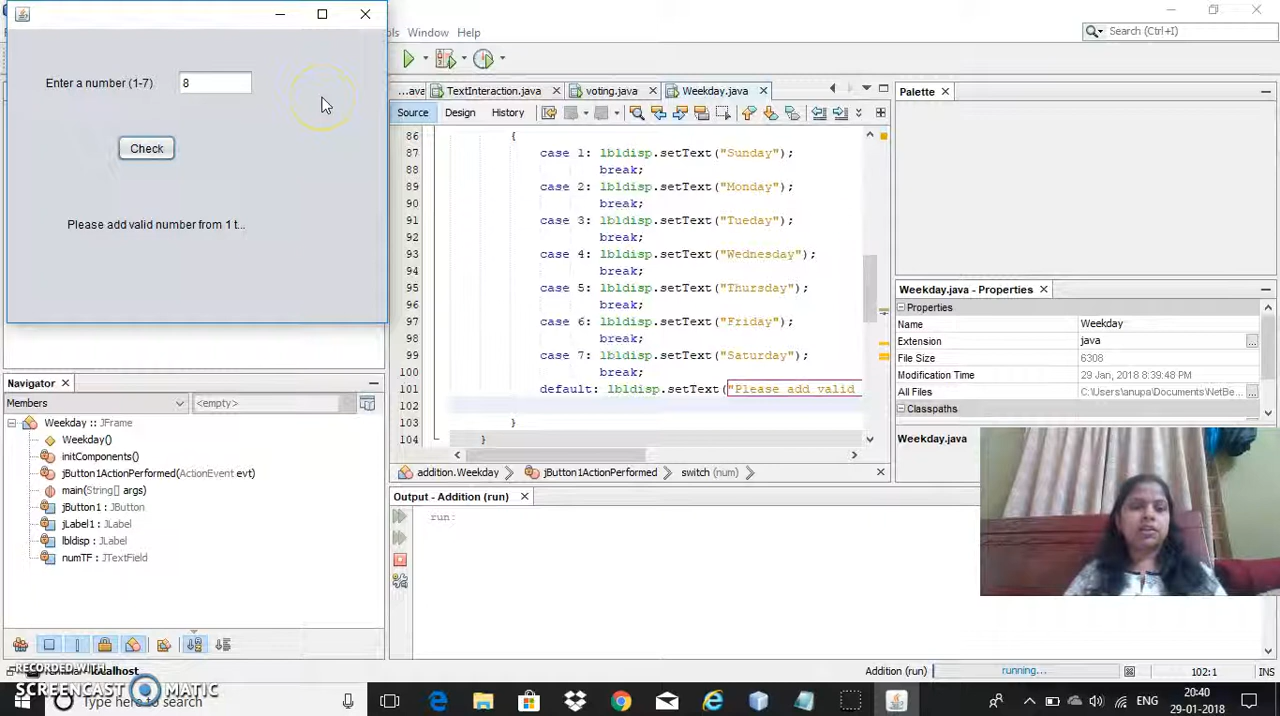 Enter a number (1-7) 8
Check
Please add valid number from 1 t...
Window Help
Search (Ctrl+I)
...ava TextInteraction.java voting.java Weekday.java
Source Design History
86 {
87 case 1: lbldisp.setText("Sunday");
88 break;
89 case 2: lbldisp.setText("Monday");
90 break;
91 case 3: lbldisp.setText("Tueday");
92 break;
93 case 4: lbldisp.setText("Wednesday");
94 break;
95 case 5: lbldisp.setText("Thursday");
96 break;
97 case 6: lbldisp.setText("Friday");
98 break;
99 case 7: lbldisp.setText("Saturday");
100 break;
101 default: lbldisp.setText("Please add valid
102
103 }
104 }
addition.Weekday jButton1ActionPerformed switch (num)
Palette
Weekday.java - Properties
Properties
Name Weekday
Extension java
File Size 6308
Modification Time 29 Jan, 2018 8:39:48 PM
All Files C:\Users\anupa\Documents\NetBe...
Classpaths
Weekday.java
Navigator
Members <empty>
Weekday :: JFrame
Weekday()
initComponents()
jButton1ActionPerformed(ActionEvent evt)
main(String[] args)
jButton1 : JButton
jLabel1 : JLabel
lbldisp : JLabel
numTF : JTextField
Output - Addition (run)
run:
Addition (run) running... 102:1 INS
RECORDED WITH
SCREENCAST MATIC
localhost
Type here to search
ENG
20:40
29-01-2018